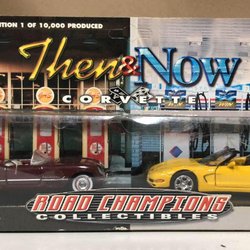 ITION 1 OF 10,000 PRODUCED
Then & Now
CORVETTE
ROAD CHAMPIONS
COLLECTIBLES